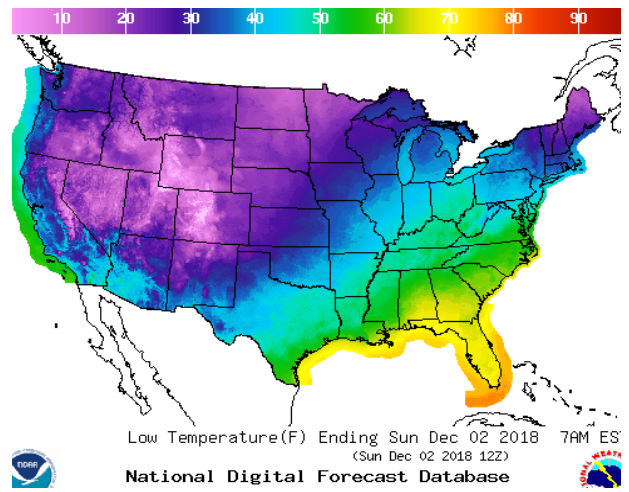 10 20 30 40 50 60 70 80 90
Low Temperature(F) Ending Sun Dec 02 2018 7AM EST
(Sun Dec 02 2018 12Z)
National Digital Forecast Database
NOAA